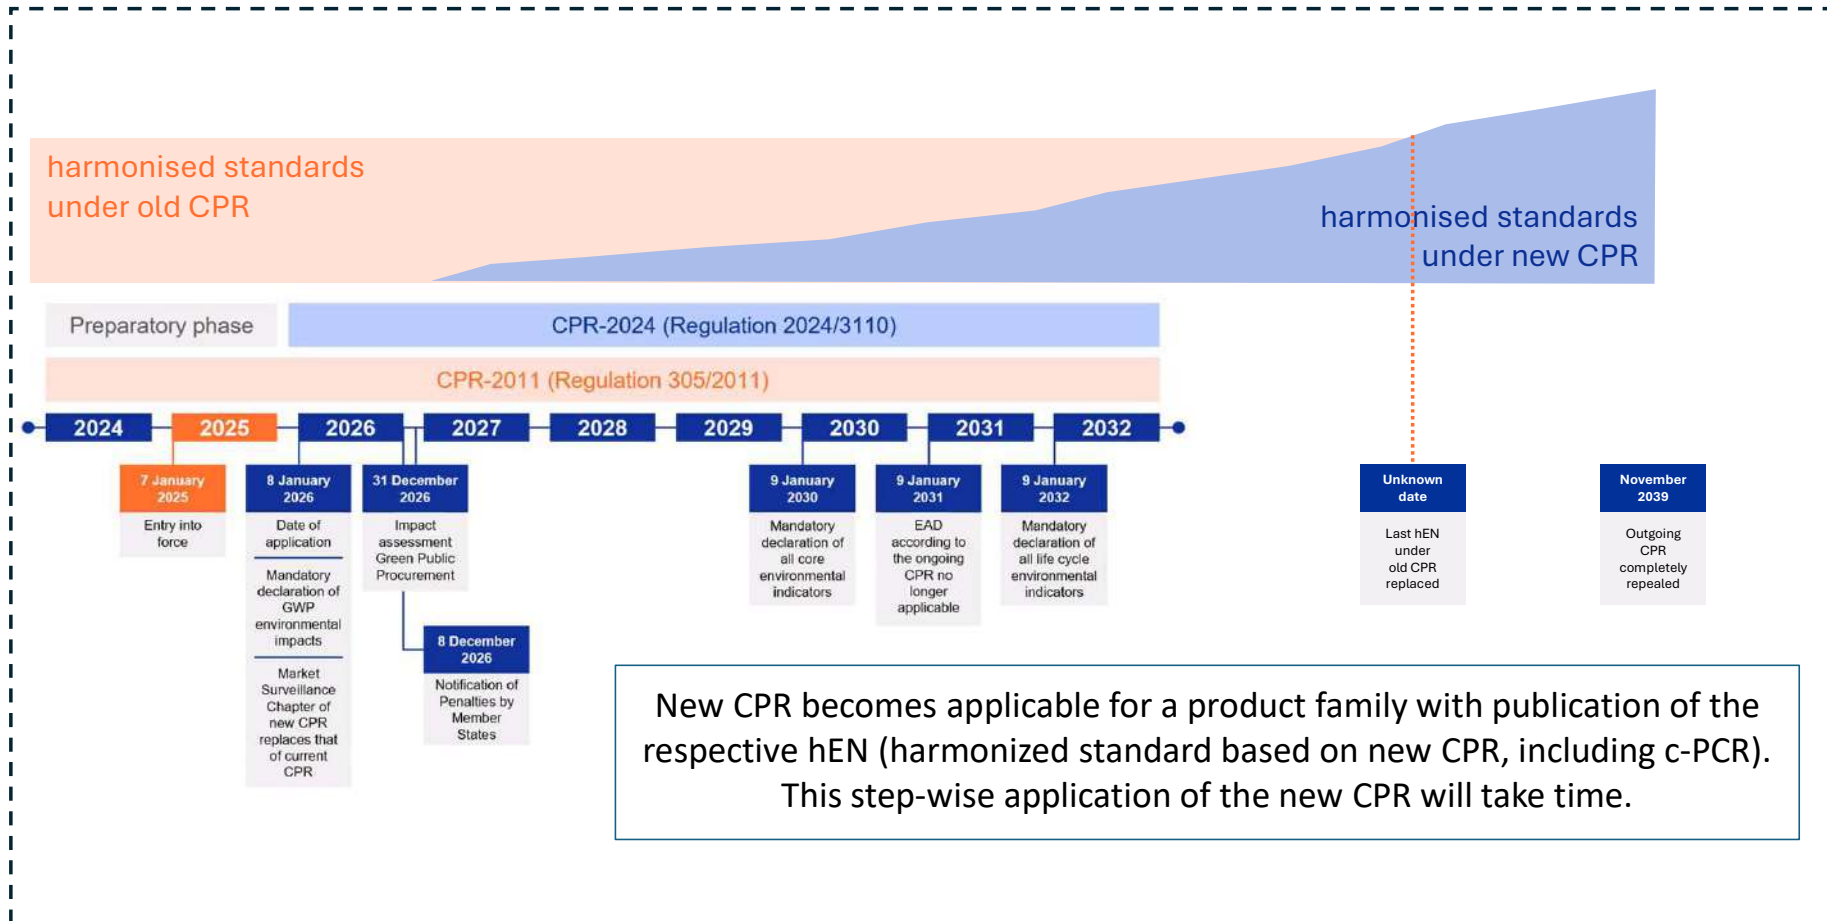 harmonised standards
under old CPR
harmonised standards
under new CPR
Preparatory phase
CPR-2024 (Regulation 2024/3110)
CPR-2011 (Regulation 305/2011)
2024
2025
2026
2027
2028
2029
2030
2031
2032
7 January
2025
Entry into
force
8 January
2026
Date of
application
Mandatory
declaration of
GWP
environmental
impacts
Market
Surveillance
Chapter of
new CPR
replaces that
of current
CPR
31 December
2026
Impact
assessment
Green Public
Procurement
8 December
2026
Notification of
Penalties by
Member
States
9 January
2030
Mandatory
declaration of
all core
environmental
indicators
9 January
2031
EAD
according to
the ongoing
CPR no
longer
applicable
9 January
2032
Mandatory
declaration of
all life cycle
environmental
indicators
Unknown
date
Last hEN
under
old CPR
replaced
November
2039
Outgoing
CPR
completely
repealed
New CPR becomes applicable for a product family with publication of the
respective hEN (harmonized standard based on new CPR, including c-PCR).
This step-wise application of the new CPR will take time.